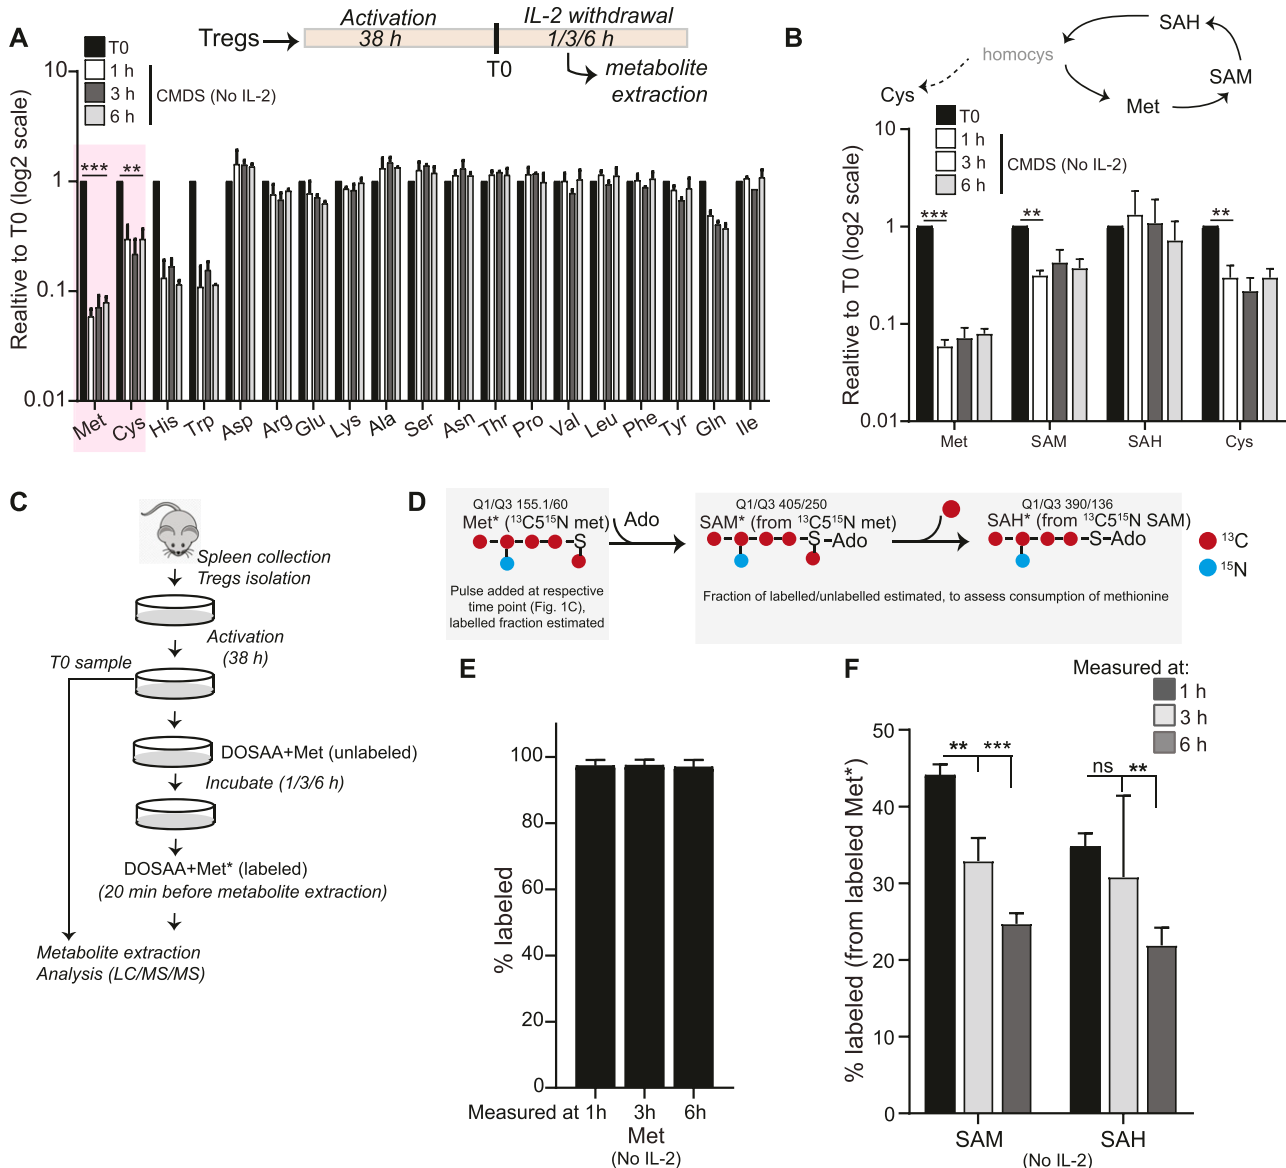 A
Activation
IL-2 withdrawal
Tregs
38 h
1/3/6 h
T0
metabolite
extraction
T0
1 h
3 h
6 h
CMDS (No IL-2)
Realtive to T0 (log2 scale)
10
1
0.1
0.01
*** **
Met Cys His Trp Asp Arg Glu Lys Ala Ser Asn Thr Pro Val Leu Phe Tyr Gln Ile
B
SAH
homocys
SAM
Cys
Met
T0
1 h
3 h
6 h
CMDS (No IL-2)
Realtive to T0 (log2 scale)
10
1
0.1
0.01
*** ** **
Met SAM SAH Cys
C
Spleen collection
Tregs isolation
Activation
(38 h)
T0 sample
DOSAA+Met (unlabeled)
Incubate (1/3/6 h)
DOSAA+Met* (labeled)
(20 min before metabolite extraction)
Metabolite extraction
Analysis (LC/MS/MS)
D
Q1/Q3 155.1/60
Met* (¹³C5¹⁵N met)
S
Pulse added at respective
time point (Fig. 1C),
labelled fraction estimated
Ado
Q1/Q3 405/250
SAM* (from ¹³C5¹⁵N met)
S–Ado
Q1/Q3 390/136
SAH* (from ¹³C5¹⁵N SAM)
S–Ado
Fraction of labelled/unlabelled estimated, to assess consumption of methionine
¹³C
¹⁵N
E
% labeled
100
80
60
40
20
0
Measured at 1h 3h 6h
Met
(No IL-2)
F
Measured at:
1 h
3 h
6 h
% labeled (from labeled Met*)
50
40
30
20
10
0
** ***
ns **
SAM SAH
(No IL-2)